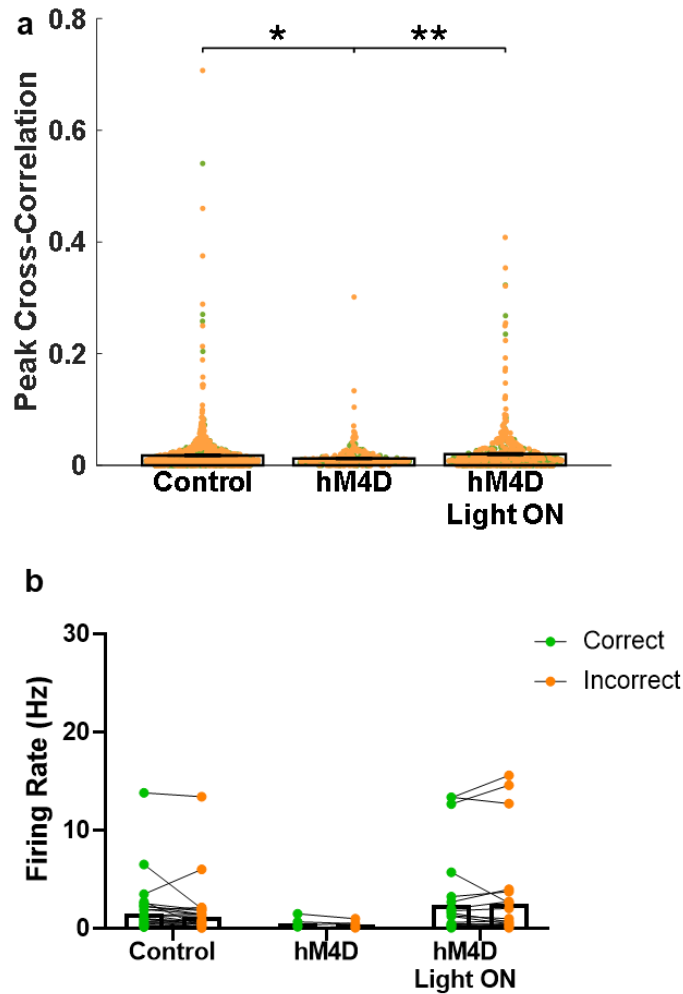 a
0.8
* **
0.6
0.4
0.2
0
Peak Cross-Correlation
Control hM4D hM4D
Light ON
b
30
20
10
0
Firing Rate (Hz)
Correct
Incorrect
Control hM4D hM4D
Light ON